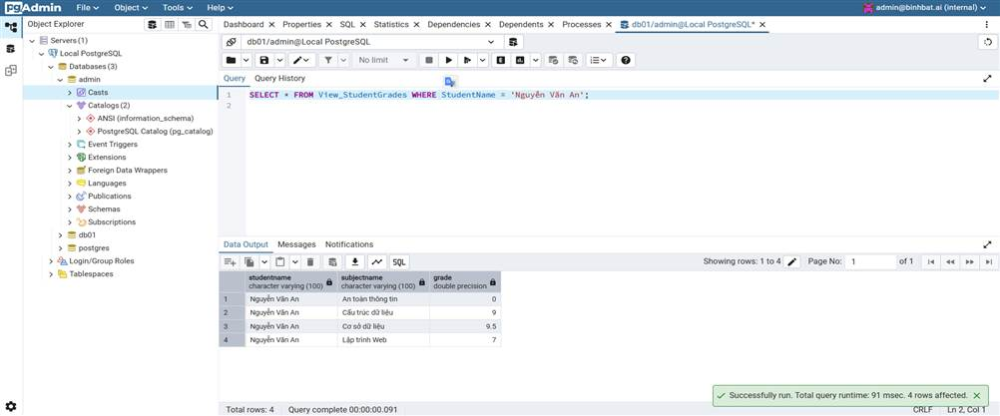 pgAdmin File Object Tools Help admin@binhbat.ai (internal)
Object Explorer
Dashboard Properties SQL Statistics Dependencies Dependents Processes db01/admin@Local PostgreSQL*
Servers (1)
Local PostgreSQL
Databases (3)
admin
Casts
Catalogs (2)
ANSI (information_schema)
PostgreSQL Catalog (pg_catalog)
Event Triggers
Extensions
Foreign Data Wrappers
Languages
Publications
Schemas
Subscriptions
db01
postgres
Login/Group Roles
Tablespaces
db01/admin@Local PostgreSQL
No limit
Query Query History
1 SELECT * FROM View_StudentGrades WHERE StudentName = 'Nguyễn Văn An';
2
Data Output Messages Notifications
SQL Showing rows: 1 to 4 Page No: 1 of 1
studentname subjectname grade
character varying (100) character varying (100) double precision
1 Nguyễn Văn An An toàn thông tin 0
2 Nguyễn Văn An Cấu trúc dữ liệu 9
3 Nguyễn Văn An Cơ sở dữ liệu 9.5
4 Nguyễn Văn An Lập trình Web 7
Successfully run. Total query runtime: 91 msec. 4 rows affected.
Total rows: 4 Query complete 00:00:00.091 CRLF Ln 2, Col 1